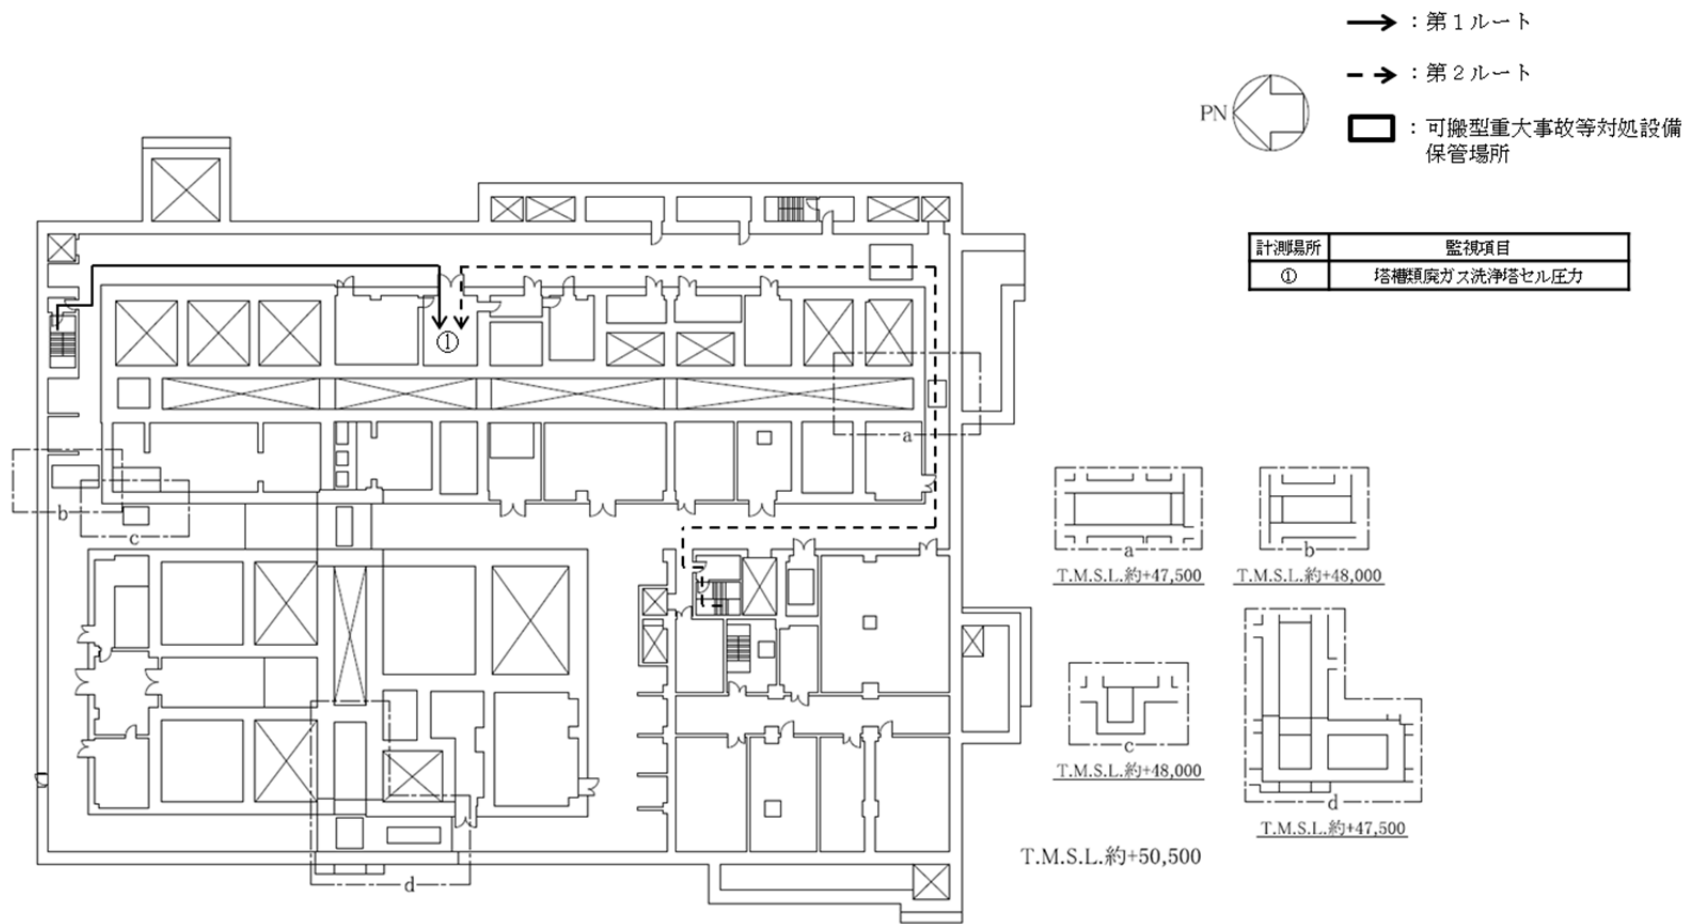 ：第１ルート
：第２ルート
PN
：可搬型重大事故等対処設備
保管場所
計測場所 監視項目
① 塔槽類廃ガス洗浄塔セル圧力
①
a
b
c
d
a
T.M.S.L.約+47,500
b
T.M.S.L.約+48,000
c
T.M.S.L.約+48,000
d
T.M.S.L.約+47,500
T.M.S.L.約+50,500